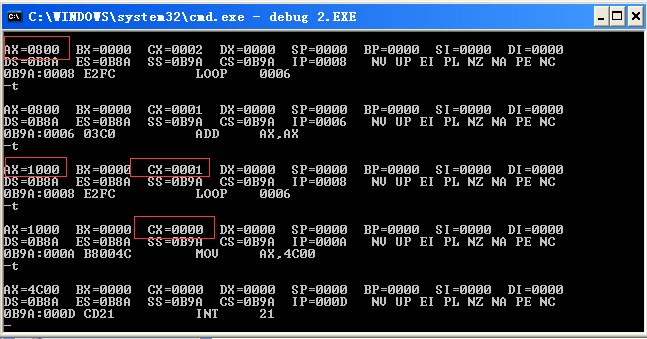 C:\WINDOWS\system32\cmd.exe - debug 2.EXE
AX=0800 BX=0000 CX=0002 DX=0000 SP=0000 BP=0000 SI=0000 DI=0000
DS=0B8A ES=0B8A SS=0B9A CS=0B9A IP=0008 NV UP EI PL NZ NA PE NC
0B9A:0008 E2FC LOOP 0006
-t
AX=0800 BX=0000 CX=0001 DX=0000 SP=0000 BP=0000 SI=0000 DI=0000
DS=0B8A ES=0B8A SS=0B9A CS=0B9A IP=0006 NV UP EI PL NZ NA PE NC
0B9A:0006 03C0 ADD AX,AX
-t
AX=1000 BX=0000 CX=0001 DX=0000 SP=0000 BP=0000 SI=0000 DI=0000
DS=0B8A ES=0B8A SS=0B9A CS=0B9A IP=0008 NV UP EI PL NZ NA PE NC
0B9A:0008 E2FC LOOP 0006
-t
AX=1000 BX=0000 CX=0000 DX=0000 SP=0000 BP=0000 SI=0000 DI=0000
DS=0B8A ES=0B8A SS=0B9A CS=0B9A IP=000A NV UP EI PL NZ NA PE NC
0B9A:000A B8004C MOV AX,4C00
-t
AX=4C00 BX=0000 CX=0000 DX=0000 SP=0000 BP=0000 SI=0000 DI=0000
DS=0B8A ES=0B8A SS=0B9A CS=0B9A IP=000D NV UP EI PL NZ NA PE NC
0B9A:000D CD21 INT 21
-